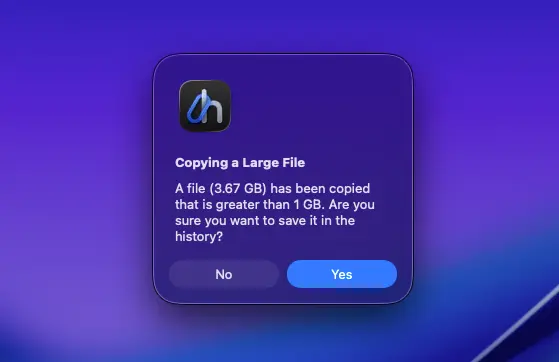 Copying a Large File
A file (3.67 GB) has been copied
that is greater than 1 GB. Are you
sure you want to save it in the
history?
No
Yes